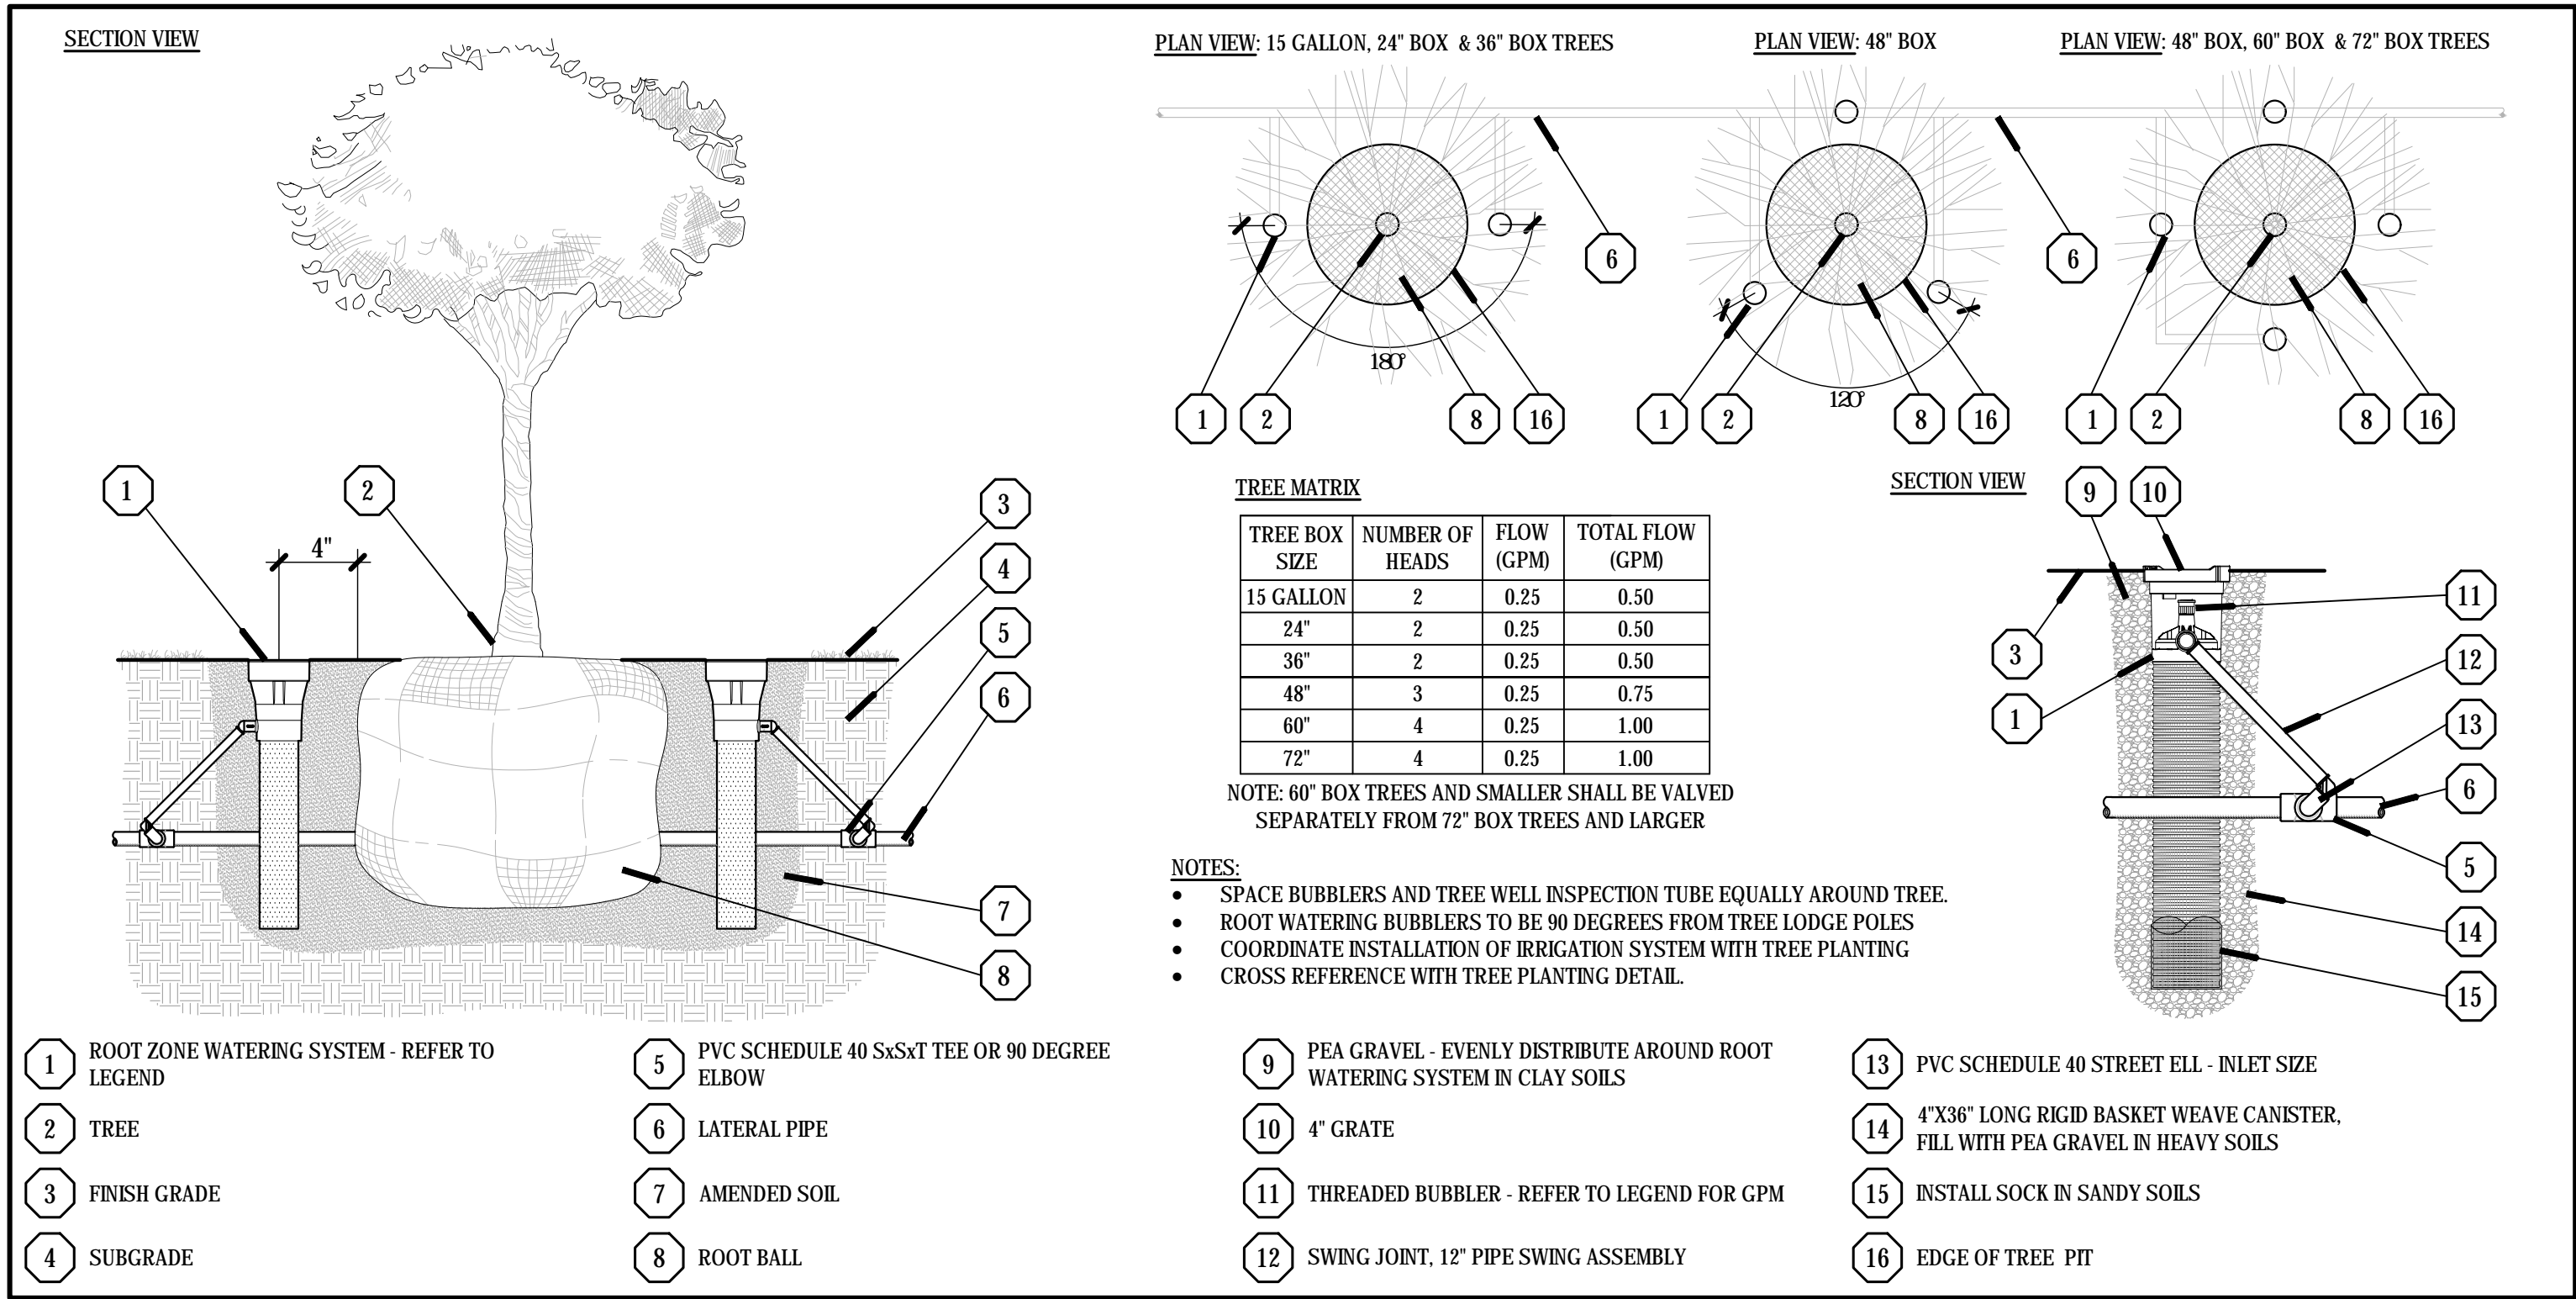 SECTION VIEW
1
2
4"
3
4
5
6
7
8
PLAN VIEW: 15 GALLON, 24" BOX & 36" BOX TREES
180°
1
2
8
16
6
PLAN VIEW: 48" BOX
120°
1
2
8
16
6
PLAN VIEW: 48" BOX, 60" BOX & 72" BOX TREES
1
2
8
16
TREE MATRIX
TREE BOX SIZE NUMBER OF HEADS FLOW (GPM) TOTAL FLOW (GPM)
15 GALLON 2 0.25 0.50
24" 2 0.25 0.50
36" 2 0.25 0.50
48" 3 0.25 0.75
60" 4 0.25 1.00
72" 4 0.25 1.00
NOTE: 60" BOX TREES AND SMALLER SHALL BE VALVED
SEPARATELY FROM 72" BOX TREES AND LARGER
NOTES:
• SPACE BUBBLERS AND TREE WELL INSPECTION TUBE EQUALLY AROUND TREE.
• ROOT WATERING BUBBLERS TO BE 90 DEGREES FROM TREE LODGE POLES
• COORDINATE INSTALLATION OF IRRIGATION SYSTEM WITH TREE PLANTING
• CROSS REFERENCE WITH TREE PLANTING DETAIL.
SECTION VIEW
9
10
3
1
11
12
13
6
5
14
15
1 ROOT ZONE WATERING SYSTEM - REFER TO
LEGEND
2 TREE
3 FINISH GRADE
4 SUBGRADE
5 PVC SCHEDULE 40 SxSxT TEE OR 90 DEGREE
ELBOW
6 LATERAL PIPE
7 AMENDED SOIL
8 ROOT BALL
9 PEA GRAVEL - EVENLY DISTRIBUTE AROUND ROOT
WATERING SYSTEM IN CLAY SOILS
10 4" GRATE
11 THREADED BUBBLER - REFER TO LEGEND FOR GPM
12 SWING JOINT, 12" PIPE SWING ASSEMBLY
13 PVC SCHEDULE 40 STREET ELL - INLET SIZE
14 4"X36" LONG RIGID BASKET WEAVE CANISTER,
FILL WITH PEA GRAVEL IN HEAVY SOILS
15 INSTALL SOCK IN SANDY SOILS
16 EDGE OF TREE PIT